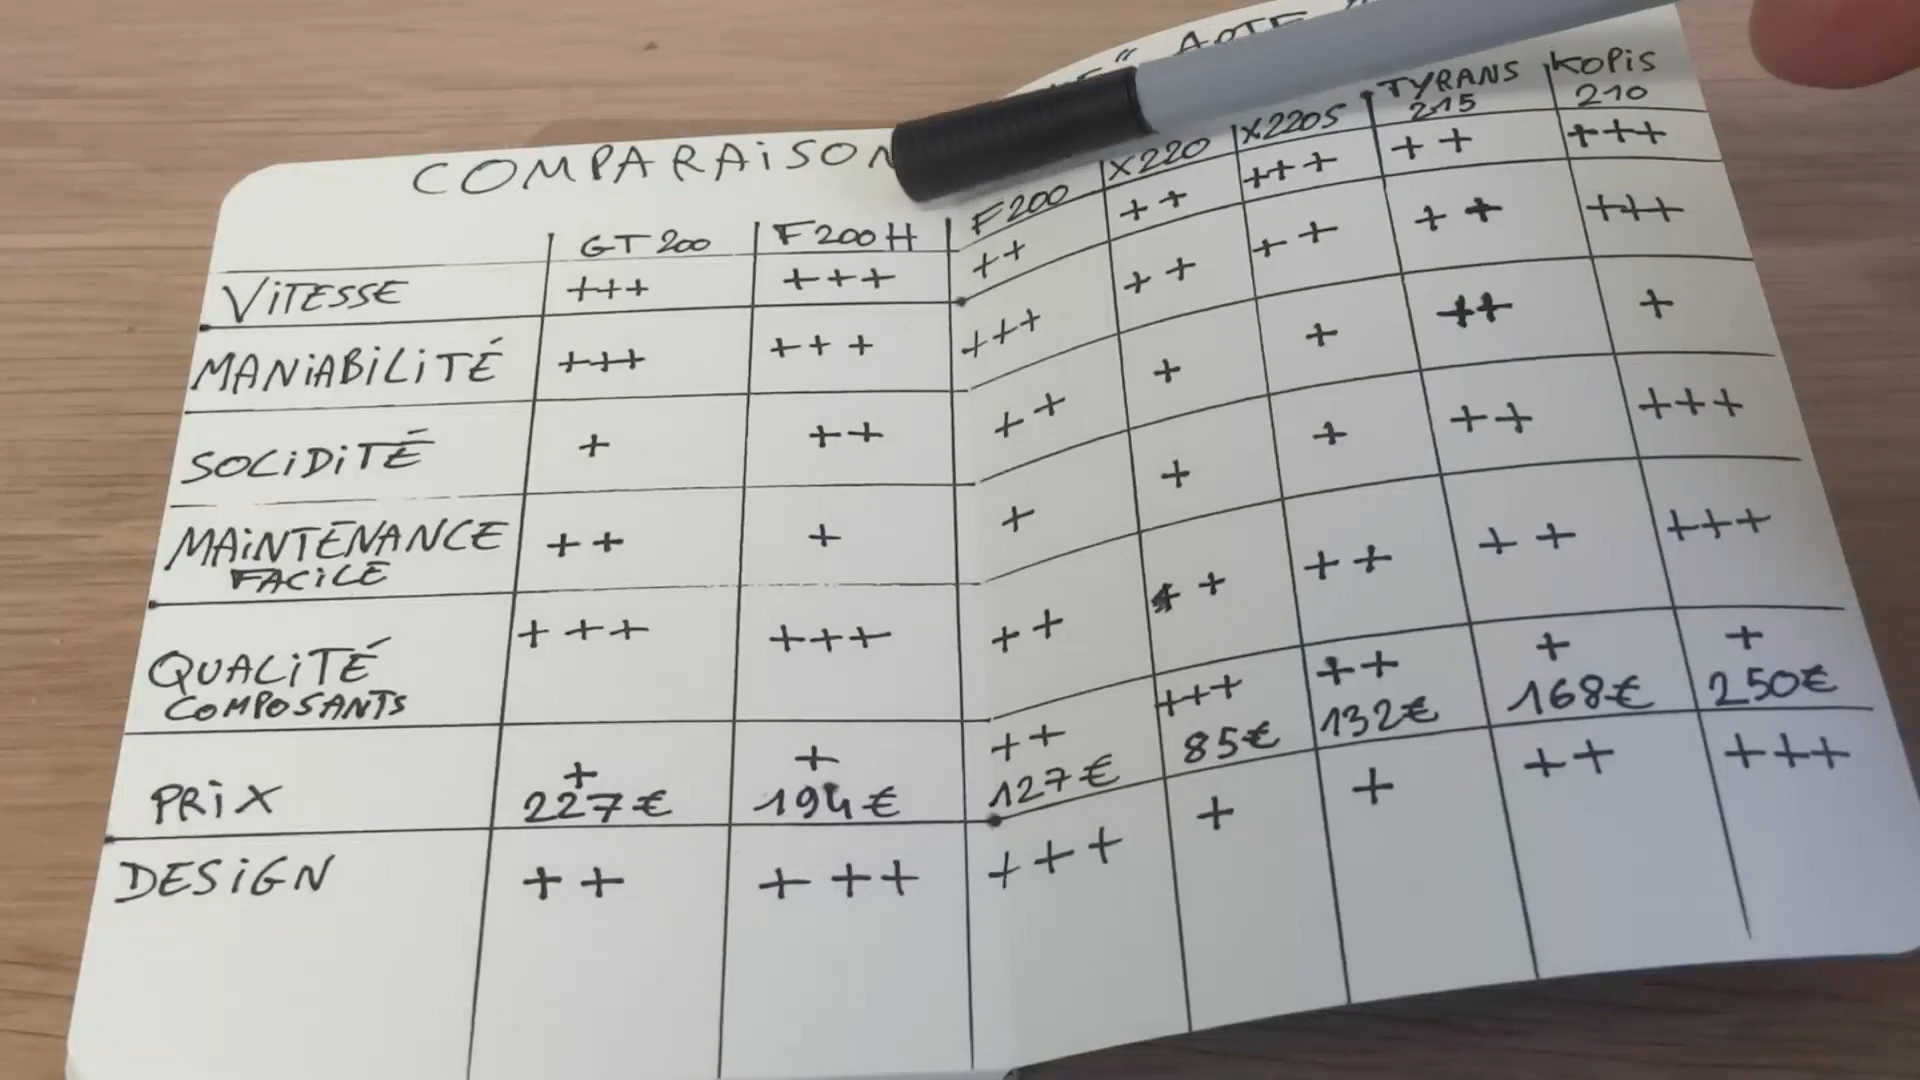 COMPARAiSON
GT 200 F200H F200 X220 X220S TYRANS 215 KOPiS 210
ViTESSE +++ +++ ++ ++ +++ ++ +++
MANiABiLiTÉ +++ +++ +++ ++ ++ ++ +++
SOLiDiTÉ + ++ ++ + + ++ +
MAiNTENANCE FACiLE ++ + + + + ++ +++
QUALiTÉ COMPOSANTS +++ +++ ++ ++ ++ ++ +++
PRiX + 227€ + 194€ ++ 127€ +++ 85€ ++ 132€ + 168€ + 250€
DESiGN ++ +++ +++ + + ++ +++